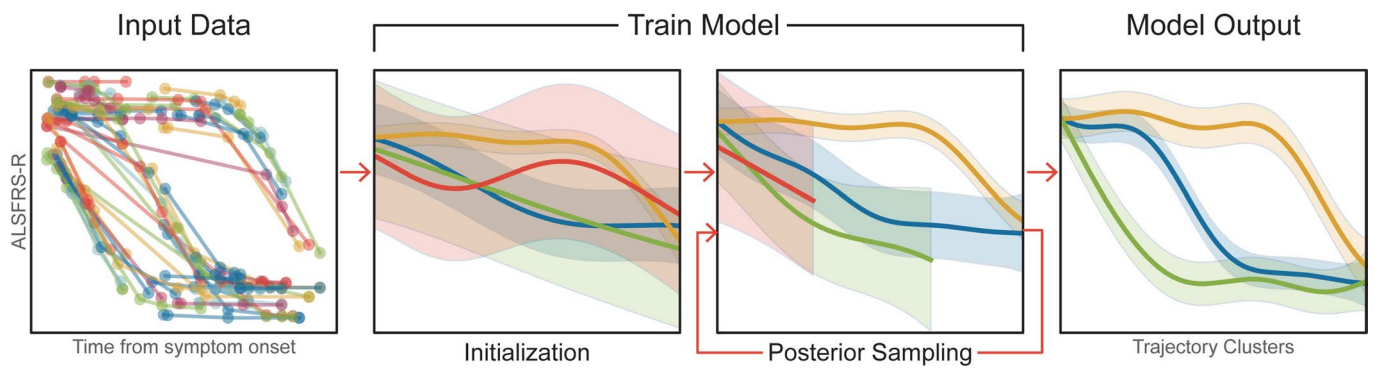 Input Data
Train Model
Model Output
ALSFRS-R
Time from symptom onset
Initialization
Posterior Sampling
Trajectory Clusters